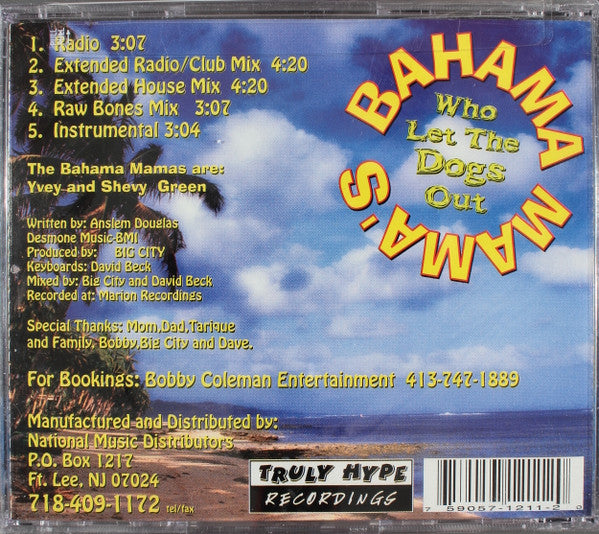 1. Radio 3:07
2. Extended Radio/Club Mix 4:20
3. Extended House Mix 4:20
4. Raw Bones Mix 3:07
5. Instrumental 3:04
BAHAMA MAMA'S
Who
Let The
Dogs
Out
The Bahama Mamas are:
Yvey and Shevy Green
Written by: Anslem Douglas
Desmone Music-BMI
Produced by: BIG CITY
Keyboards: David Beck
Mixed by: Big City and David Beck
Recorded at: Marion Recordings
Special Thanks: Mom,Dad,Tarique
and Family, Bobby,Big City and Dave.
For Bookings: Bobby Coleman Entertainment 413-747-1889
Manufactured and Distributed by:
National Music Distributors
P.O. Box 1217
Ft. Lee, NJ 07024
718-409-1172 tel/fax
TRULY HYPE
RECORDINGS
7 59057-1211-2 0